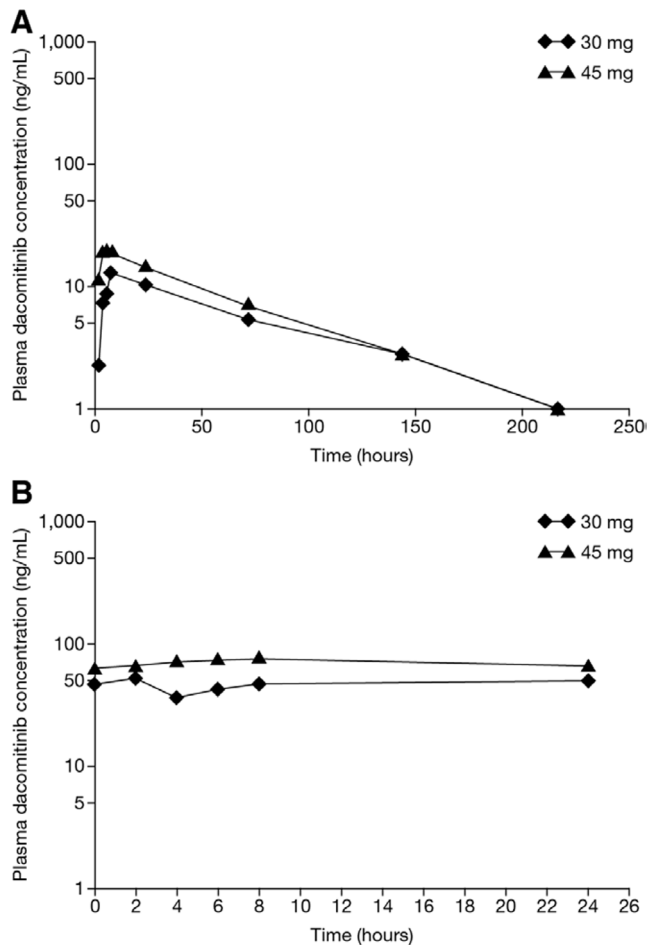 A
1,000
500
100
50
10
5
1
0 50 100 150 200 250
Plasma dacomitinib concentration (ng/mL)
Time (hours)
30 mg
45 mg
B
1,000
500
100
50
10
5
1
0 2 4 6 8 10 12 14 16 18 20 22 24 26
Plasma dacomitinib concentration (ng/mL)
Time (hours)
30 mg
45 mg